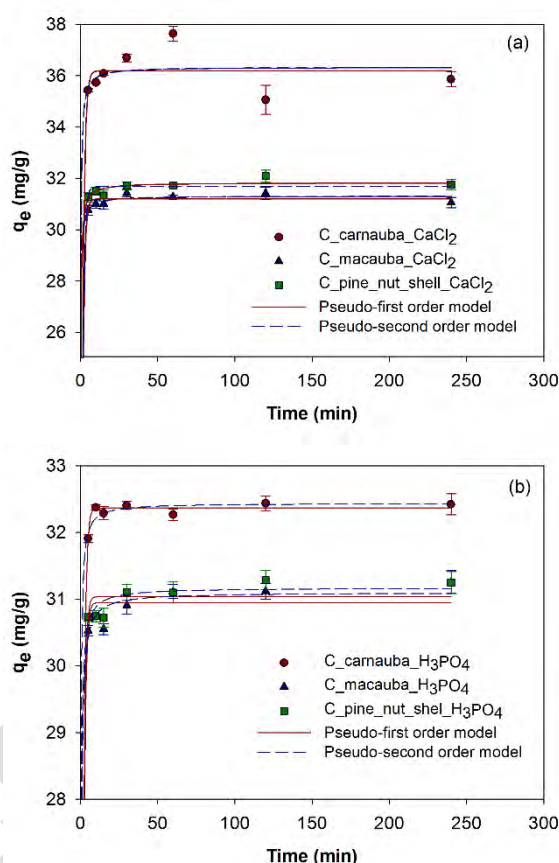 (a)
38
36
34
32
30
28
26
qe (mg/g)
C_carnauba_CaCl2
C_macauba_CaCl2
C_pine_nut_shell_CaCl2
Pseudo-first order model
Pseudo-second order model
0 50 100 150 200 250 300
Time (min)
(b)
33
32
31
30
29
28
qe (mg/g)
C_carnauba_H3PO4
C_macauba_H3PO4
C_pine_nut_shel_H3PO4
Pseudo-first order model
Pseudo-second order model
0 50 100 150 200 250 300
Time (min)